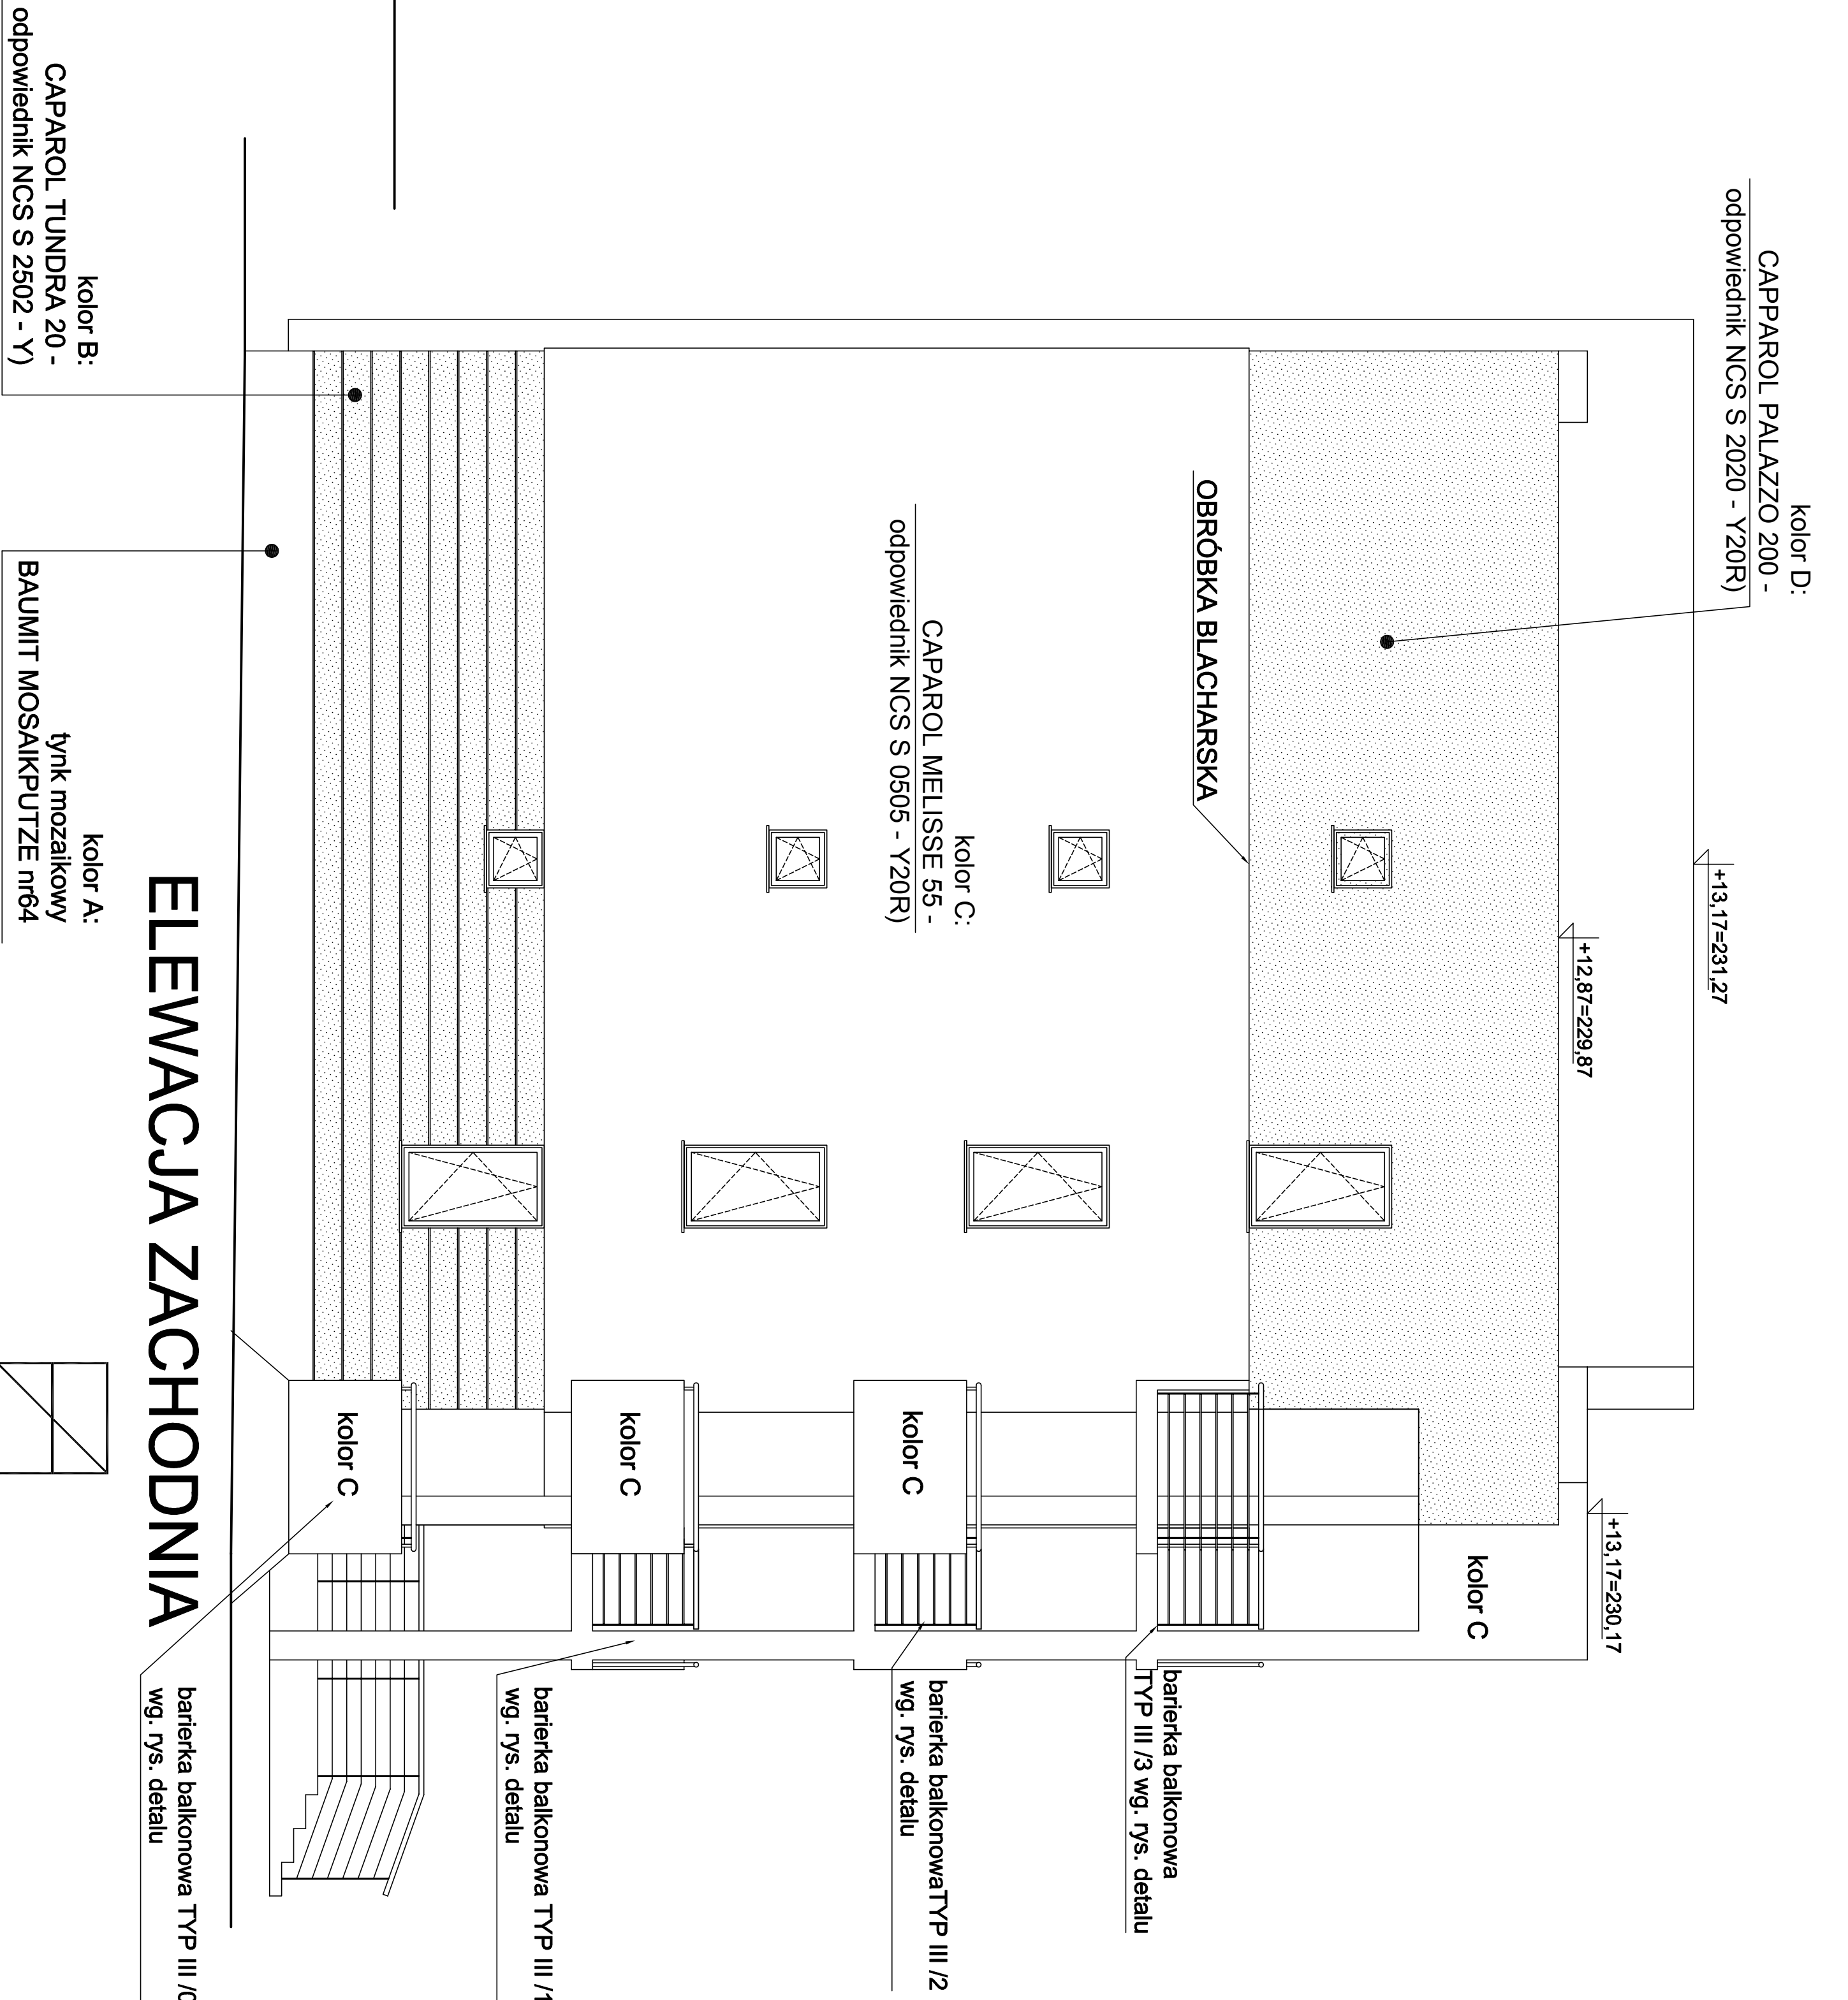 kolor D:
CAPPAROL PALAZZO 200 -
odpowiednik NCS S 2020 - Y20R)
+13,17=231,27
+12,87=229,87
+13,17=230,17
OBRÓBKA BLACHARSKA
kolor C:
CAPAROL MELISSE 55 -
odpowiednik NCS S 0505 - Y20R)
kolor C
kolor C
kolor C
kolor C
barierka balkonowa
TYP III /3 wg. rys. detalu
barierka balkonowaTYP III /2
wg. rys. detalu
barierka balkonowa TYP III /1
wg. rys. detalu
barierka balkonowa TYP III /0
wg. rys. detalu
ELEWACJA ZACHODNIA
kolor B:
CAPAROL TUNDRA 20 -
odpowiednik NCS S 2502 - Y)
kolor A:
tynk mozaikowy
BAUMIT MOSAIKPUTZE nr64